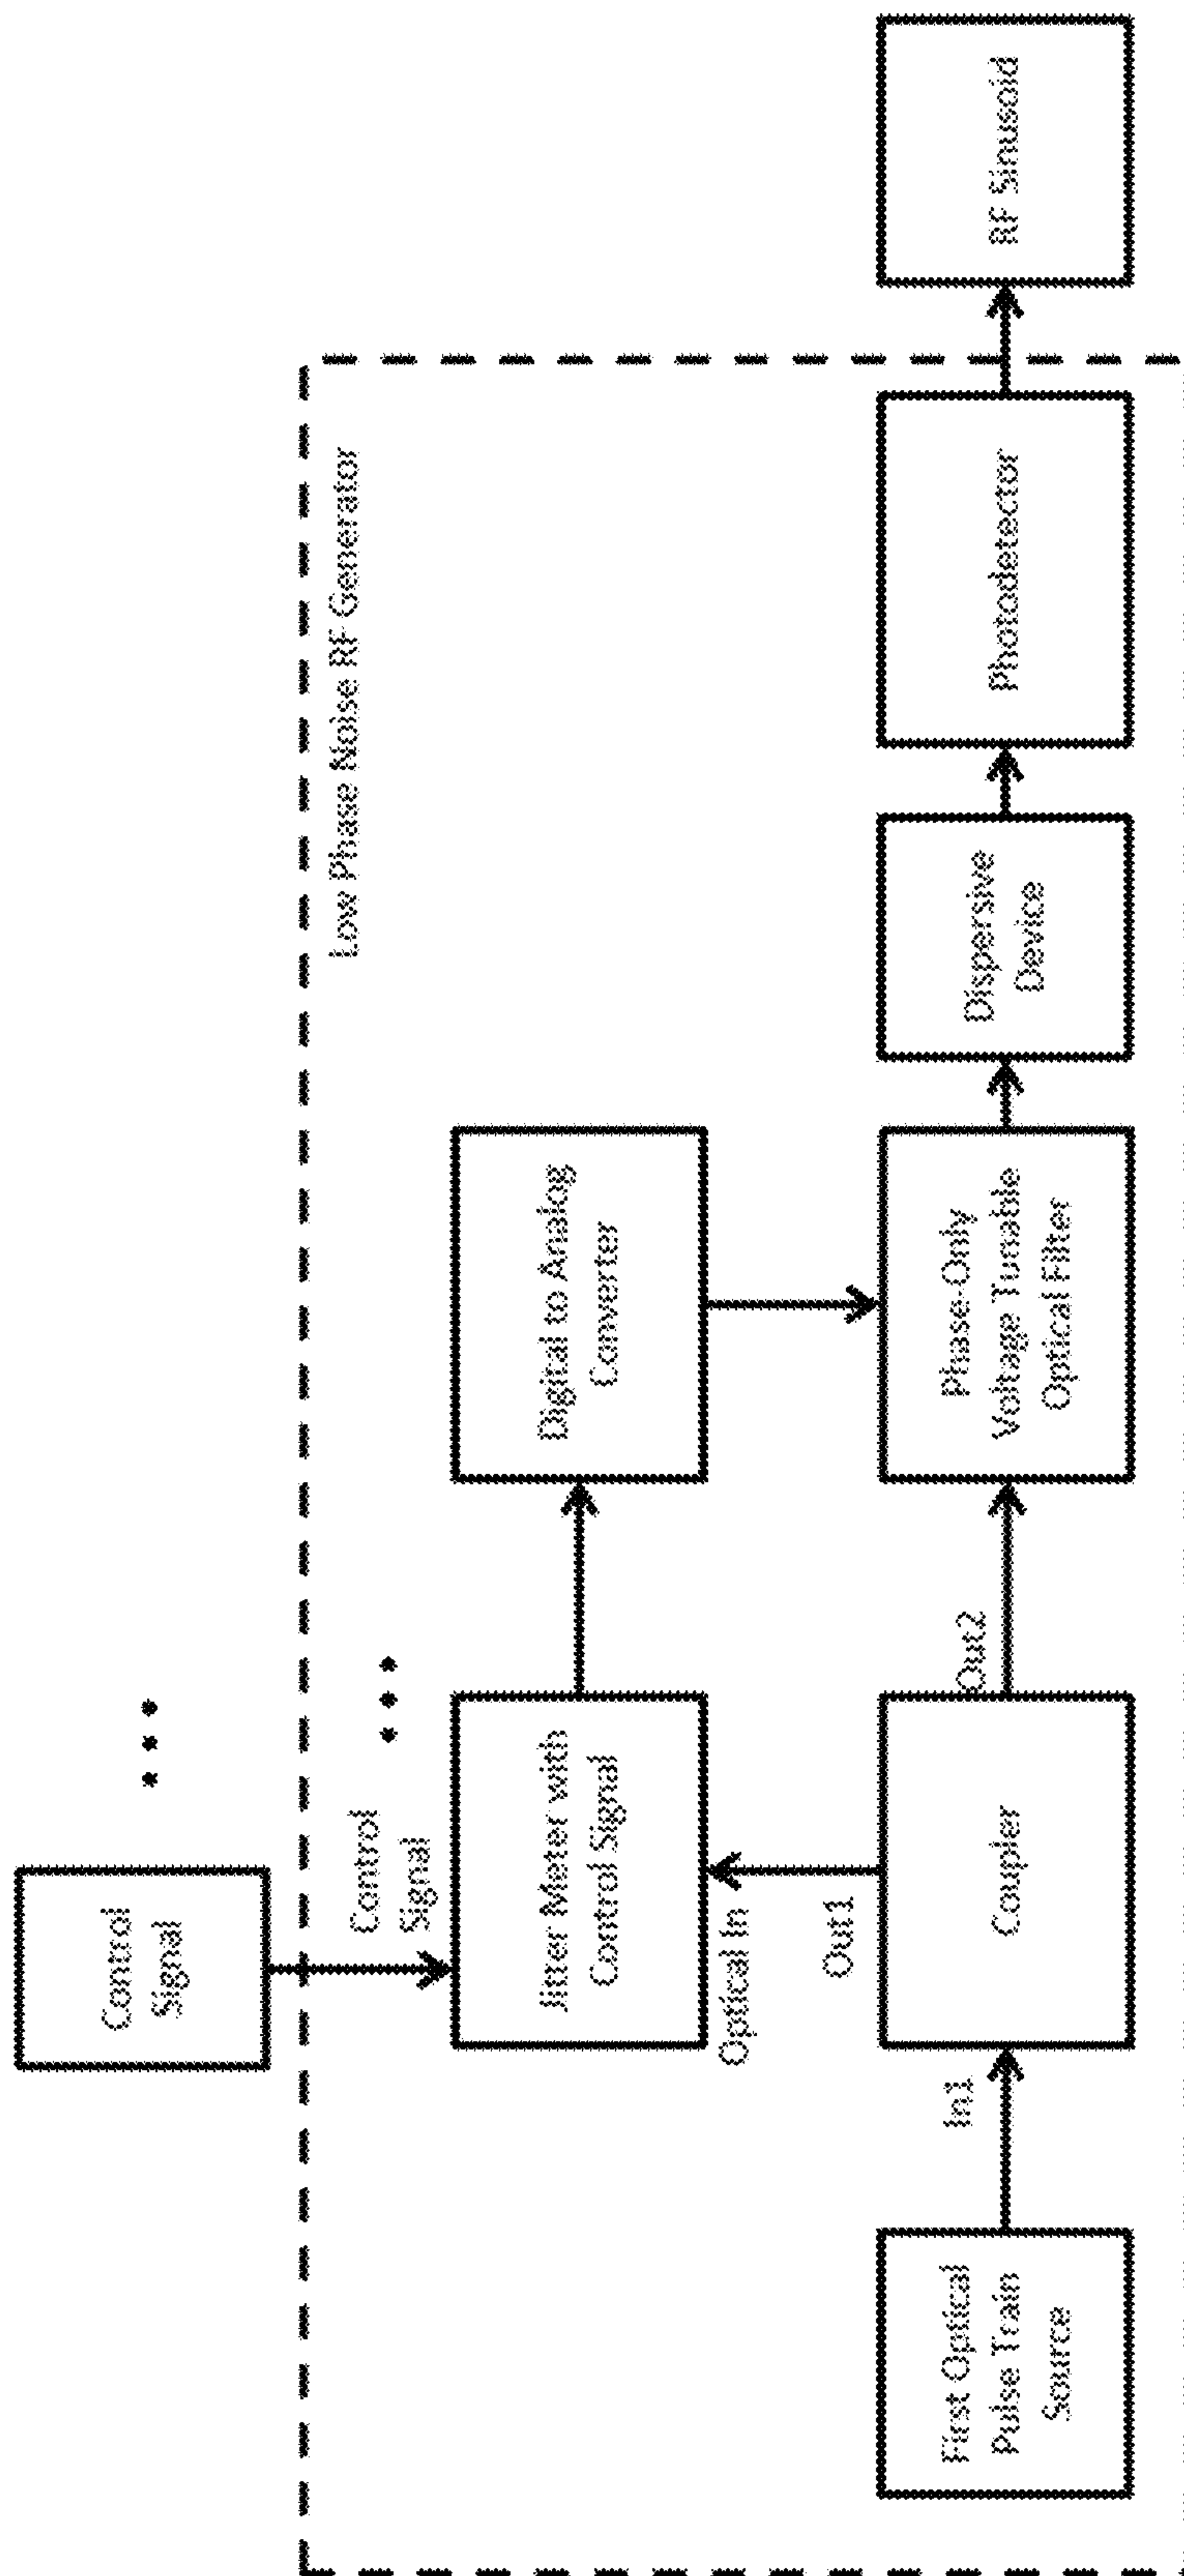 Control
Signal
Low Phase Noise RF Generator
Control
Signal
Jitter Meter with
Control Signal
Digital to Analog
Converter
Optical In
Out1
In1
Out2
First Optical
Pulse Train
Source
Coupler
Phase-Only
Voltage Tunable
Optical Filter
Dispersive
Device
Photodetector
RF Sinusoid